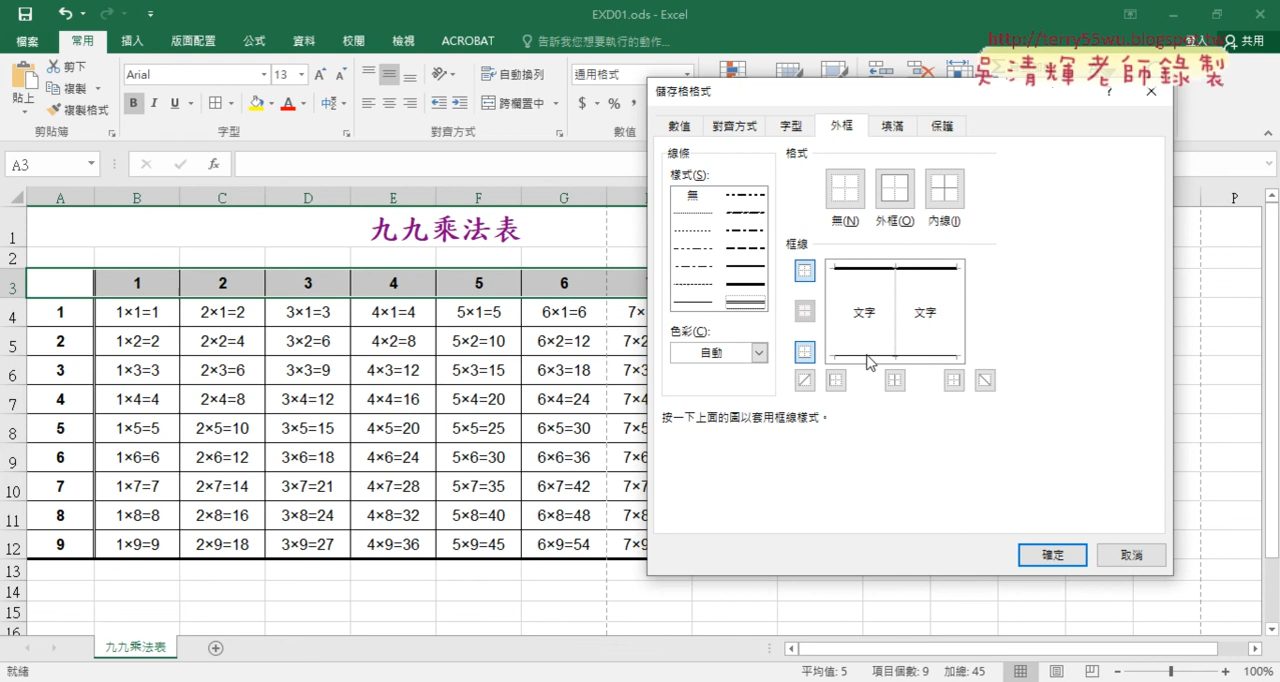 EXD01.ods - Excel
檔案 常用 插入 版面配置 公式 資料 校閱 檢視 ACROBAT 告訴我您想要執行的動作... 共用
http://terry55wu.blogspot.tw
吳清輝老師錄製
貼上 剪下 複製 複製格式 剪貼簿
Arial 13 B I U 字型
自動換列 跨欄置中 對齊方式
通用格式 $ % 數值
A3 fx
A B C D E F G P
1 九九乘法表
2
3 1 2 3 4 5 6
4 1 1×1=1 2×1=2 3×1=3 4×1=4 5×1=5 6×1=6
5 2 1×2=2 2×2=4 3×2=6 4×2=8 5×2=10 6×2=12 7×2
6 3 1×3=3 2×3=6 3×3=9 4×3=12 5×3=15 6×3=18 7×3
7 4 1×4=4 2×4=8 3×4=12 4×4=16 5×4=20 6×4=24 7×4
8 5 1×5=5 2×5=10 3×5=15 4×5=20 5×5=25 6×5=30 7×5
9 6 1×6=6 2×6=12 3×6=18 4×6=24 5×6=30 6×6=36 7×6
10 7 1×7=7 2×7=14 3×7=21 4×7=28 5×7=35 6×7=42 7×7
11 8 1×8=8 2×8=16 3×8=24 4×8=32 5×8=40 6×8=48 7×8
12 9 1×9=9 2×9=18 3×9=27 4×9=36 5×9=45 6×9=54 7×9
13
14
15
16
儲存格格式 ?
數值 對齊方式 字型 外框 填滿 保護
線條
樣式(S):
無
色彩(C):
自動
格式
無(N) 外框(O) 內線(I)
框線
文字 文字
按一下上面的圖以套用框線樣式。
確定 取消
九九乘法表
就緒 平均值: 5 項目個數: 9 加總: 45 100%